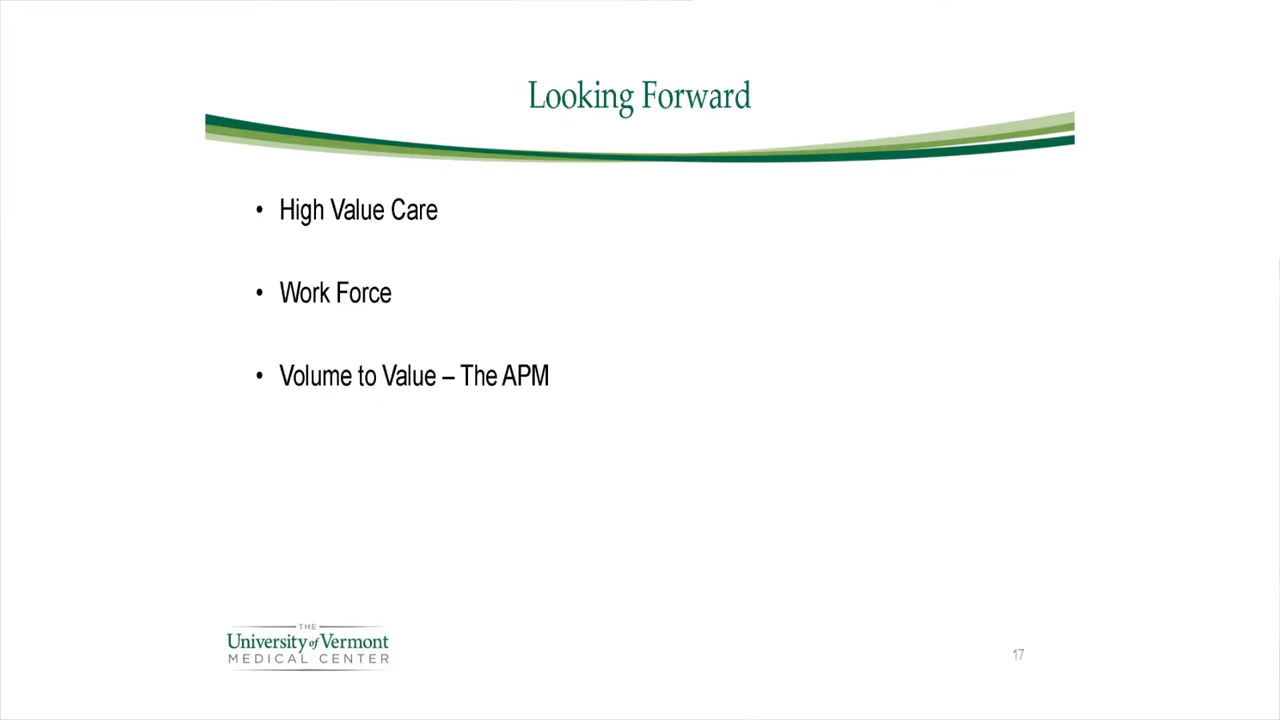 Looking Forward
• High Value Care
• Work Force
• Volume to Value – The APM
THE
University of Vermont
MEDICAL CENTER
17